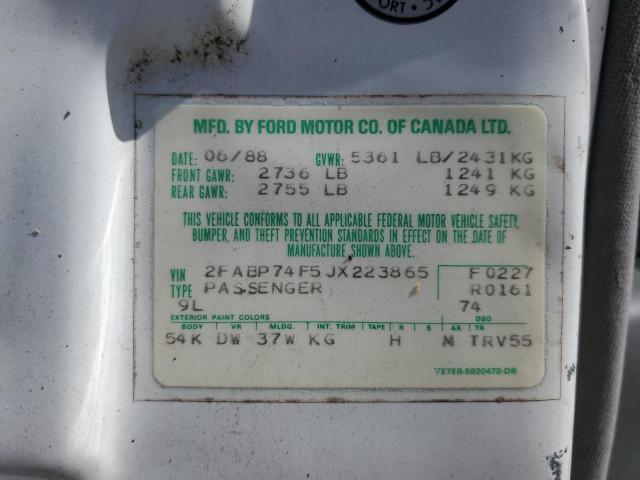 ORT.
MFD. BY FORD MOTOR CO. OF CANADA LTD.
DATE: 06/88 GVWR: 5361 LB/2431KG
FRONT GAWR: 2736 LB 1241 KG
REAR GAWR: 2755 LB 1249 KG
THIS VEHICLE CONFORMS TO ALL APPLICABLE FEDERAL MOTOR VEHICLE SAFETY,
BUMPER, AND THEFT PREVENTION STANDARDS IN EFFECT ON THE DATE OF
MANUFACTURE SHOWN ABOVE.
VIN 2FABP74F5JX223865 F0227
TYPE PASSENGER R0161
9L 74
EXTERIOR PAINT COLORS DSO
BODY VR MLDG. INT. TRIM TAPE R S AX TR
54K DW 37W KG H M TRV55
VE7EB-5820472-DB